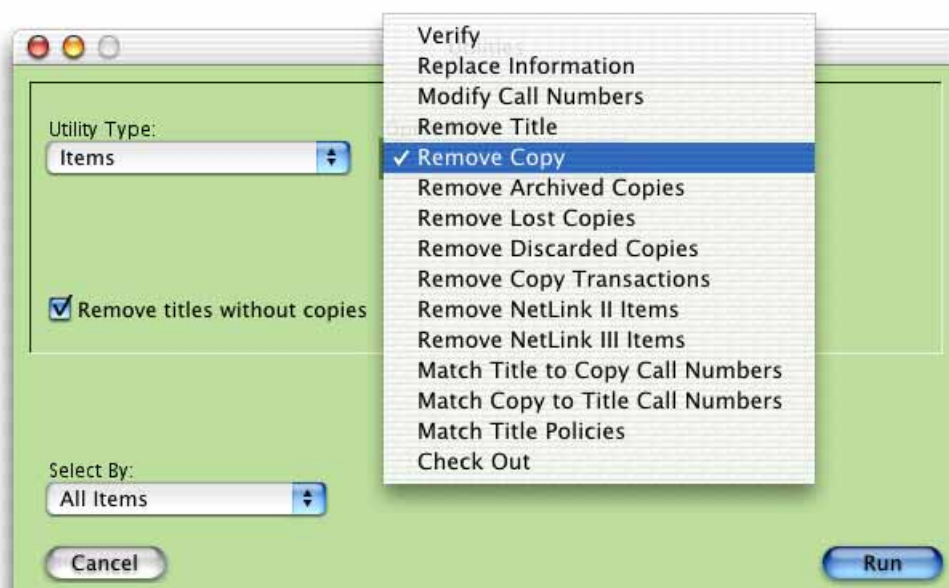 Utility Type:
Items
Verify
Replace Information
Modify Call Numbers
Remove Title
✓ Remove Copy
Remove Archived Copies
Remove Lost Copies
Remove Discarded Copies
Remove Copy Transactions
Remove NetLink II Items
Remove NetLink III Items
Match Title to Copy Call Numbers
Match Copy to Title Call Numbers
Match Title Policies
Check Out
Remove titles without copies
Select By:
All Items
Cancel
Run